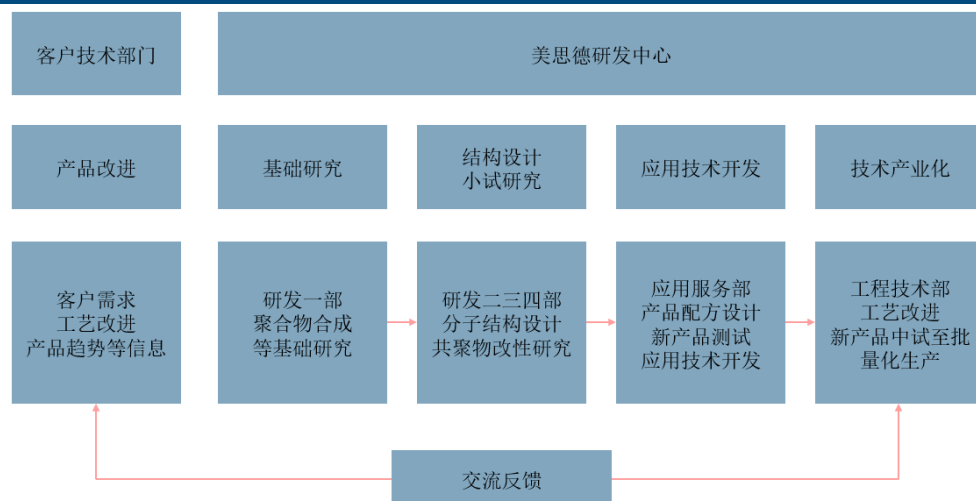 客户技术部门
美思德研发中心
产品改进
基础研究
结构设计
小试研究
应用技术开发
技术产业化
客户需求
工艺改进
产品趋势等信息
研发一部
聚合物合成
等基础研究
研发二三四部
分子结构设计
共聚物改性研究
应用服务部
产品配方设计
新产品测试
应用技术开发
工程技术部
工艺改进
新产品中试至批
量化生产
交流反馈